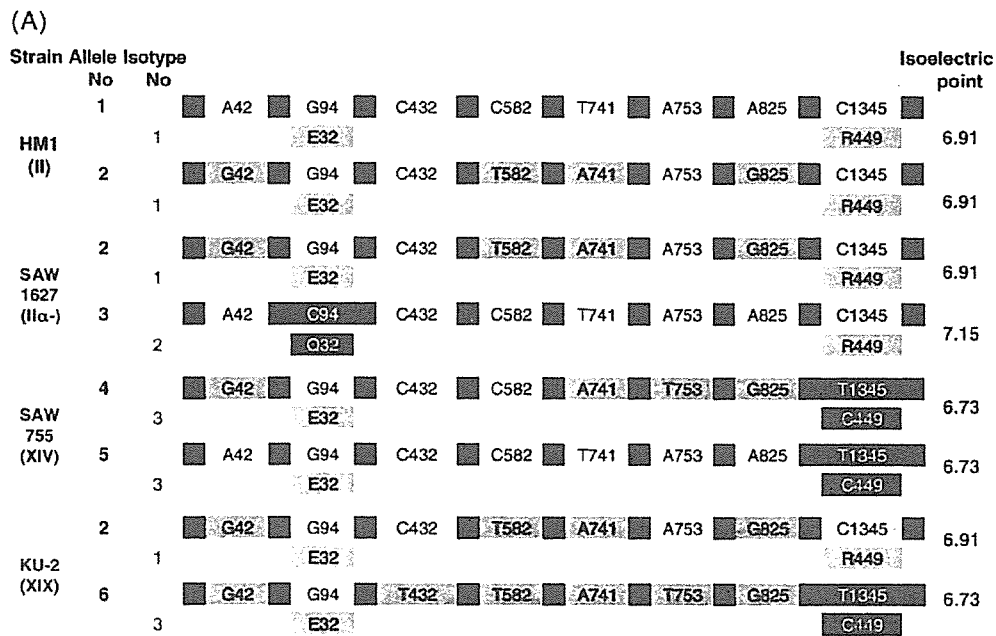 (A)
Strain Allele Isotype Isoelectric
No No point
1 A42 G94 C432 C582 T741 A753 A825 C1345
1 E32 R449 6.91
HM1
(II)
2 G42 G94 C432 T582 A741 A753 G825 C1345
1 E32 R449 6.91
2 G42 G94 C432 T582 A741 A753 G825 C1345
1 E32 R449 6.91
SAW
1627
(IIα-)
3 A42 C94 C432 C582 T741 A753 A825 C1345
2 Q32 R449 7.15
4 G42 G94 C432 C582 A741 T753 G825 T1345
3 E32 C449 6.73
SAW
755
(XIV)
5 A42 G94 C432 C582 T741 A753 A825 T1345
3 E32 C449 6.73
2 G42 G94 C432 T582 A741 A753 G825 C1345
1 E32 R449 6.91
KU-2
(XIX)
6 G42 G94 T432 T582 A741 T753 G825 T1345
3 E32 C449 6.73